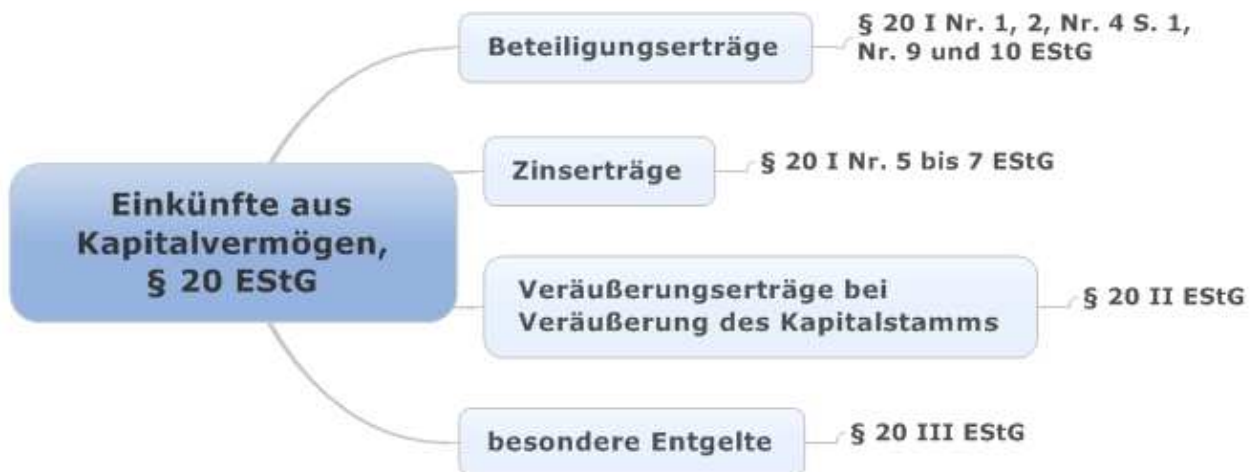 Einkünfte aus
Kapitalvermögen,
§ 20 EStG
Beteiligungserträge
§ 20 I Nr. 1, 2, Nr. 4 S. 1,
Nr. 9 und 10 EStG
Zinserträge
§ 20 I Nr. 5 bis 7 EStG
Veräußerungserträge bei
Veräußerung des Kapitalstamms
§ 20 II EStG
besondere Entgelte
§ 20 III EStG